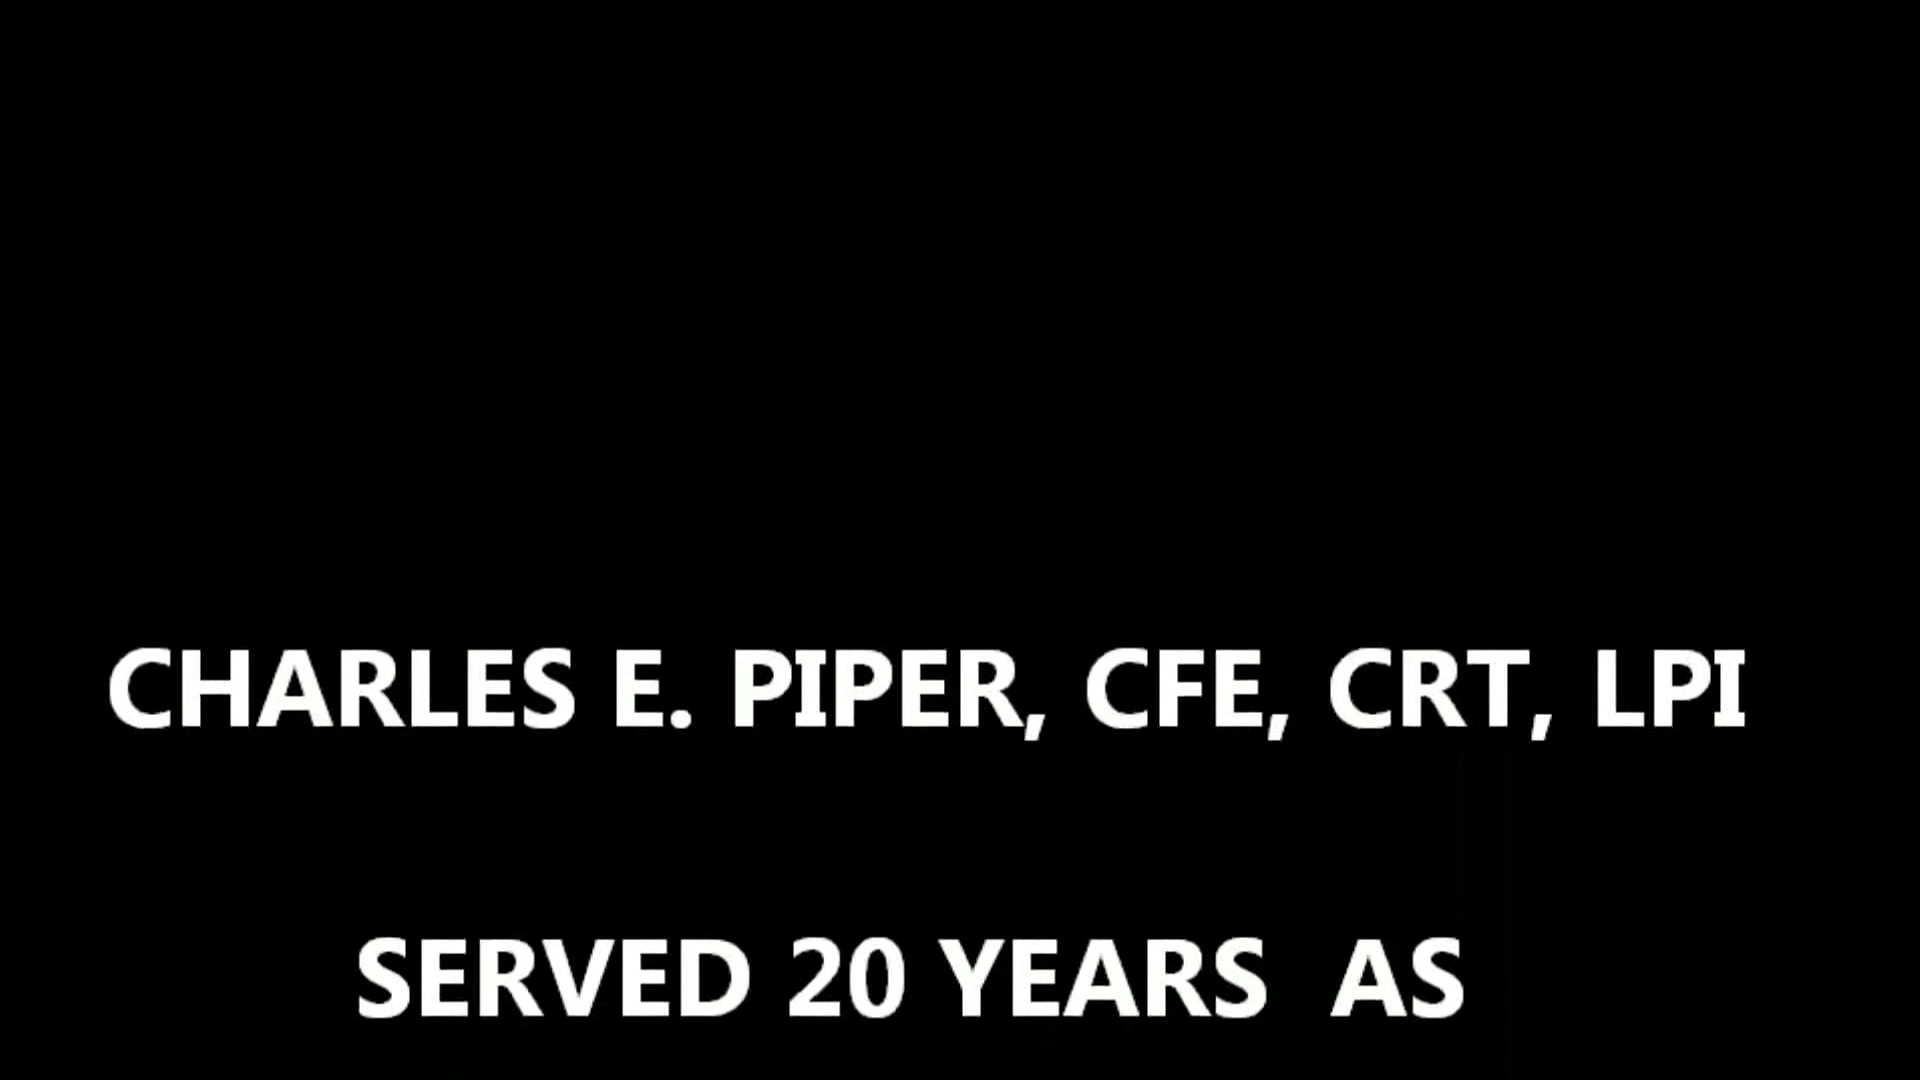 CHARLES E. PIPER, CFE, CRT, LPI
SERVED 20 YEARS  AS